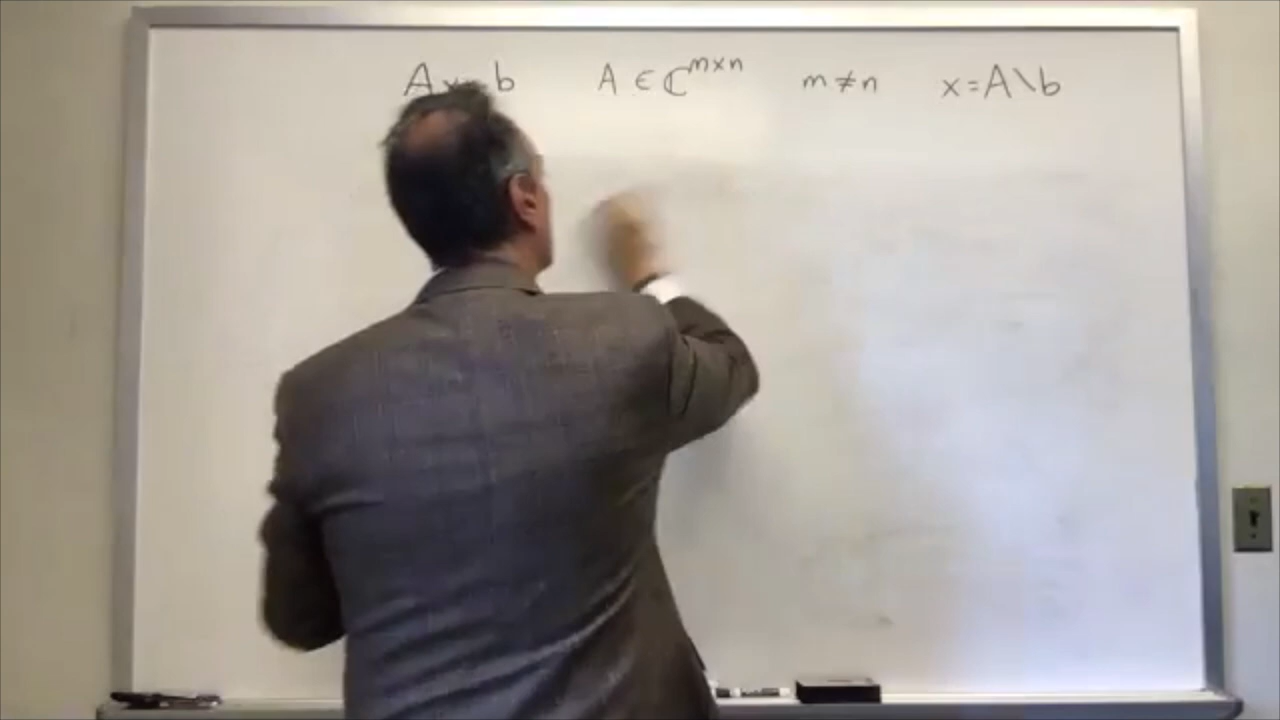 Ax=b A ∈ ℂ^{m×n} m≠n x=A\b